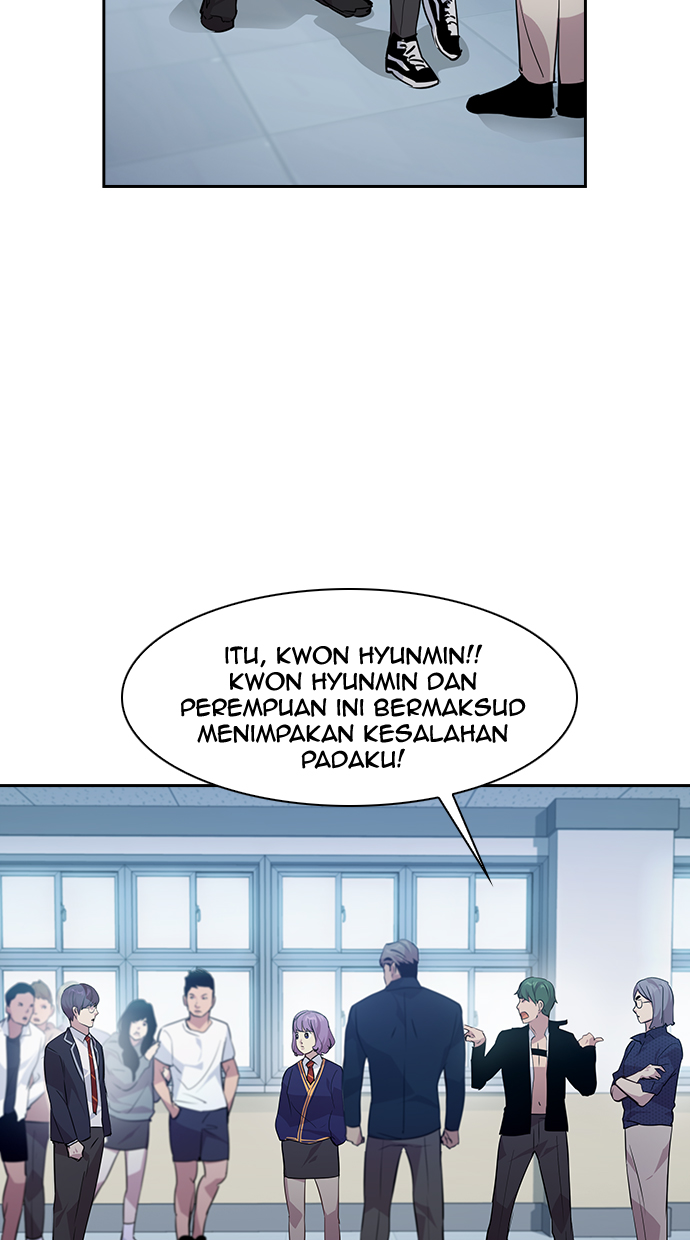 ITU, KWON HYUNMIN!!
KWON HYUNMIN DAN
PEREMPUAN INI BERMAKSUD
MENIMPAKAN KESALAHAN
PADAKU!